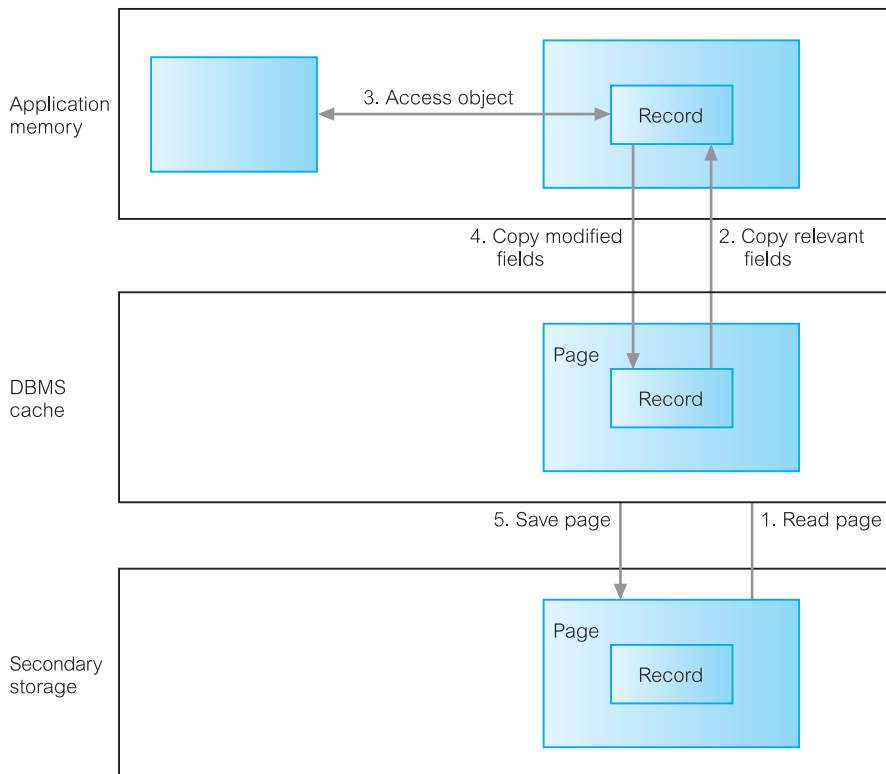 Application
memory
3. Access object
Record
4. Copy modified
fields
2. Copy relevant
fields
DBMS
cache
Page
Record
5. Save page
1. Read page
Secondary
storage
Page
Record